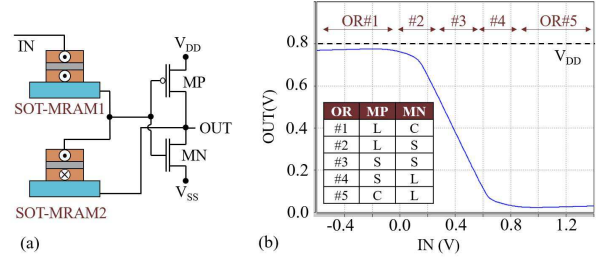 IN
V_DD
MP
SOT-MRAM1
OUT
MN
V_SS
SOT-MRAM2
(a)
OR#1 #2 #3 #4 OR#5
V_DD
OUT(V)
0.8
0.6
0.4
0.2
0.0
OR MP MN
#1 L C
#2 L S
#3 S S
#4 S L
#5 C L
-0.4 0.0 0.4 0.8 1.2
IN (V)
(b)